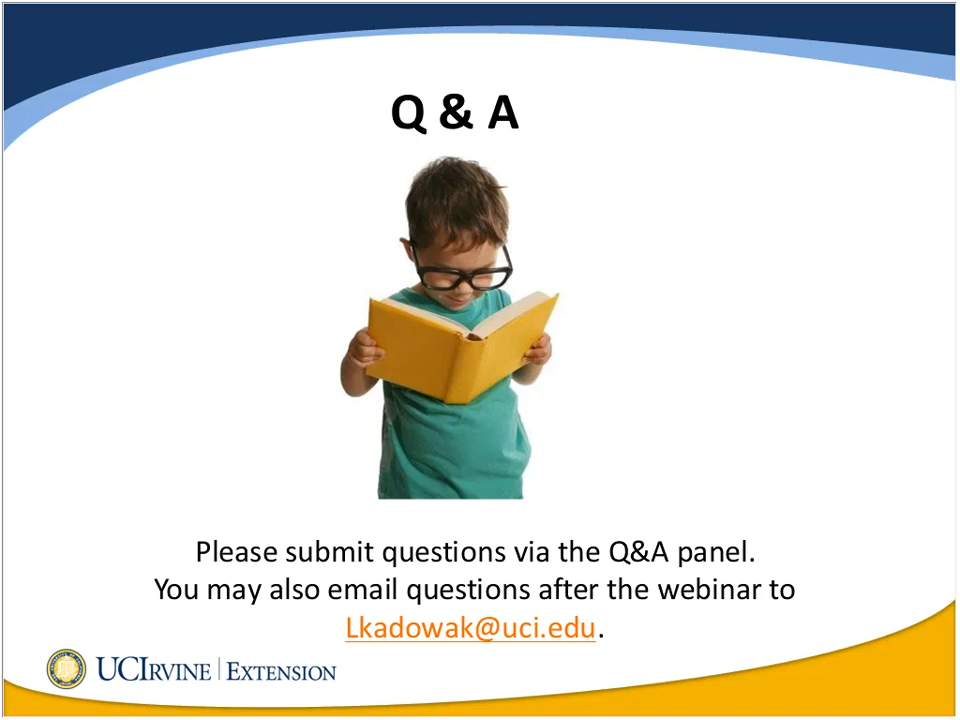 Q & A
Please submit questions via the Q&A panel.
You may also email questions after the webinar to
Lkadowak@uci.edu.
UCIRVINE | EXTENSION